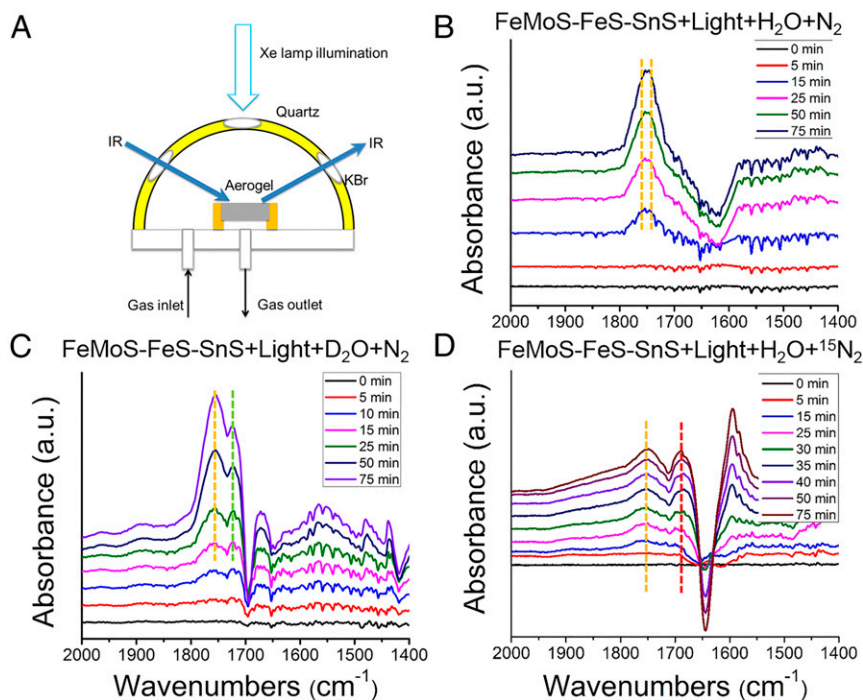 A
Xe lamp illumination
Quartz
IR
IR
KBr
Aerogel
Gas inlet
Gas outlet
B
FeMoS-FeS-SnS+Light+H₂O+N₂
0 min
5 min
15 min
25 min
50 min
75 min
Absorbance (a.u.)
2000 1900 1800 1700 1600 1500 1400
C
FeMoS-FeS-SnS+Light+D₂O+N₂
0 min
5 min
10 min
15 min
25 min
50 min
75 min
Absorbance (a.u.)
2000 1900 1800 1700 1600 1500 1400
Wavenumbers (cm⁻¹)
D
FeMoS-FeS-SnS+Light+H₂O+¹⁵N₂
0 min
5 min
15 min
25 min
30 min
35 min
40 min
50 min
75 min
Absorbance (a.u.)
2000 1900 1800 1700 1600 1500 1400
Wavenumbers (cm⁻¹)